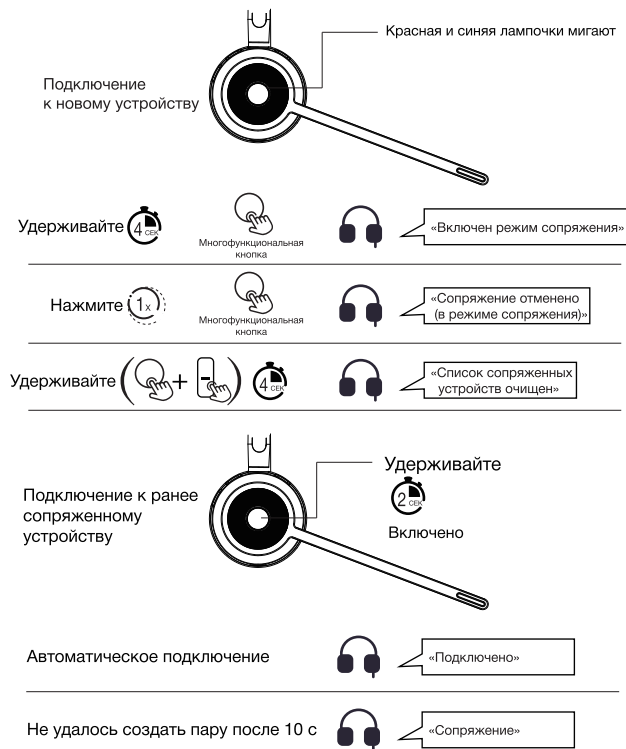 Красная и синяя лампочки мигают
Подключение
к новому устройству
Удерживайте 4 СЕК
Многофункциональная
кнопка
«Включен режим сопряжения»
Нажмите 1x
Многофункциональная
кнопка
«Сопряжение отменено
(в режиме сопряжения)»
Удерживайте ( + - ) 4 СЕК
«Список сопряженных
устройств очищен»
Удерживайте
2 СЕК
Включено
Подключение к ранее
сопряженному
устройству
Автоматическое подключение
«Подключено»
Не удалось создать пару после 10 с
«Сопряжение»